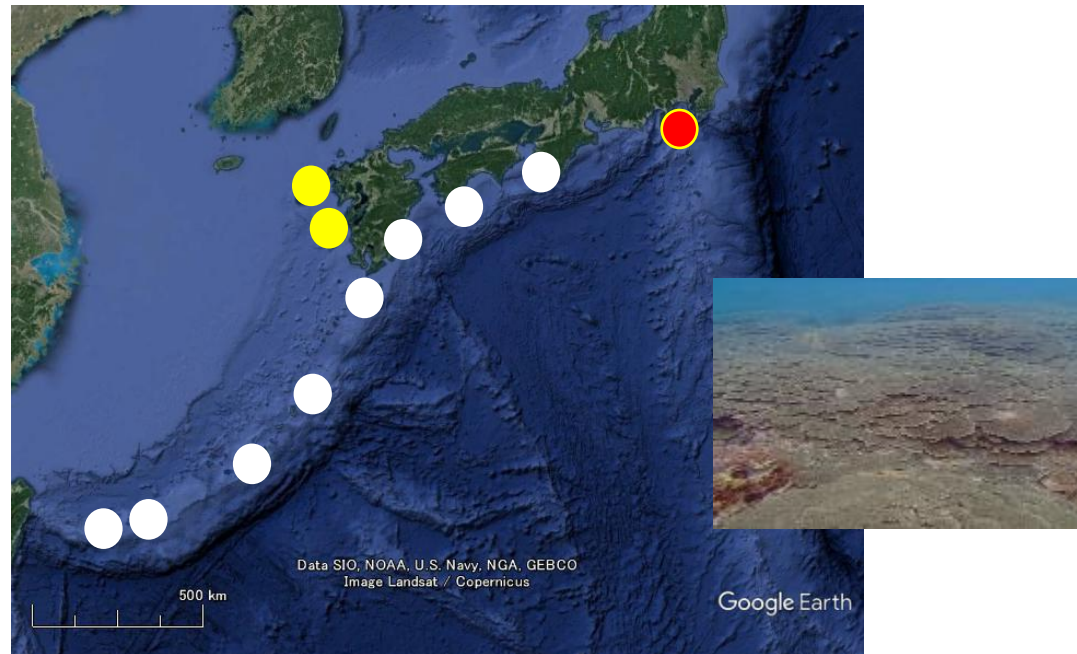 Data SIO, NOAA, U.S. Navy, NGA, GEBCO
Image Landsat / Copernicus
500 km
Google Earth